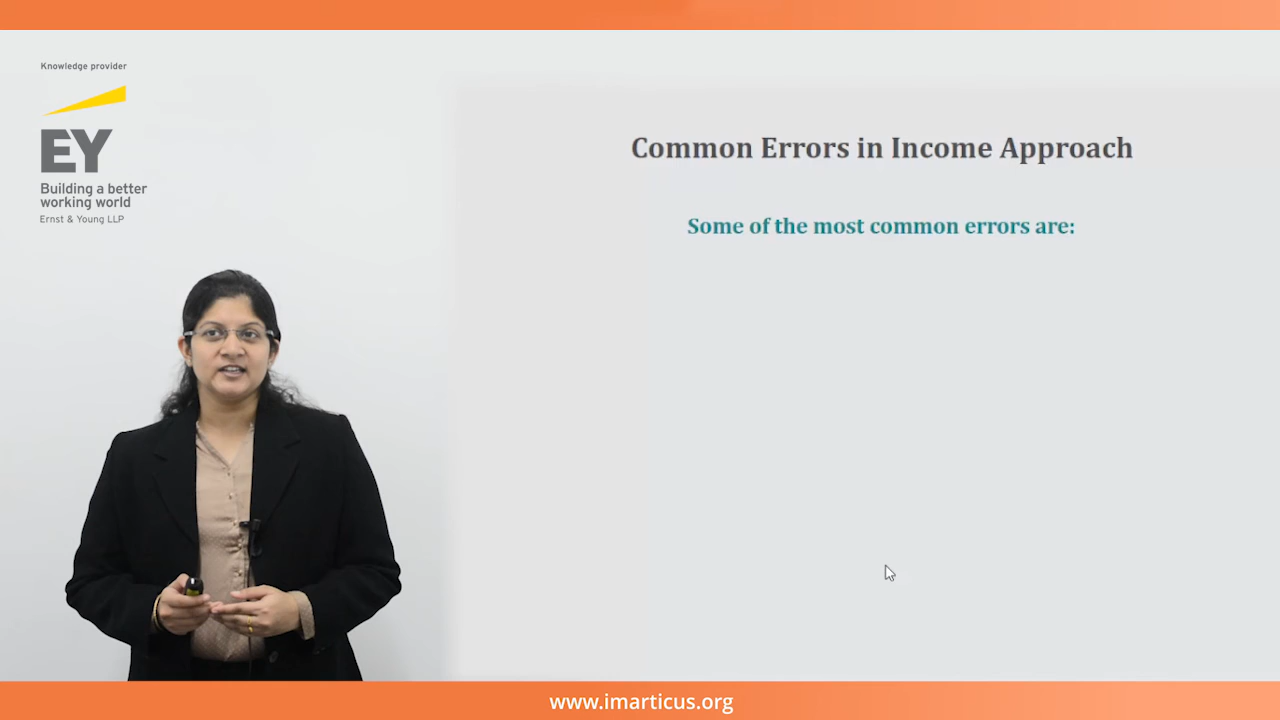 Knowledge provider
EY
Building a better
working world
Ernst & Young LLP
Common Errors in Income Approach
Some of the most common errors are:
www.imarticus.org